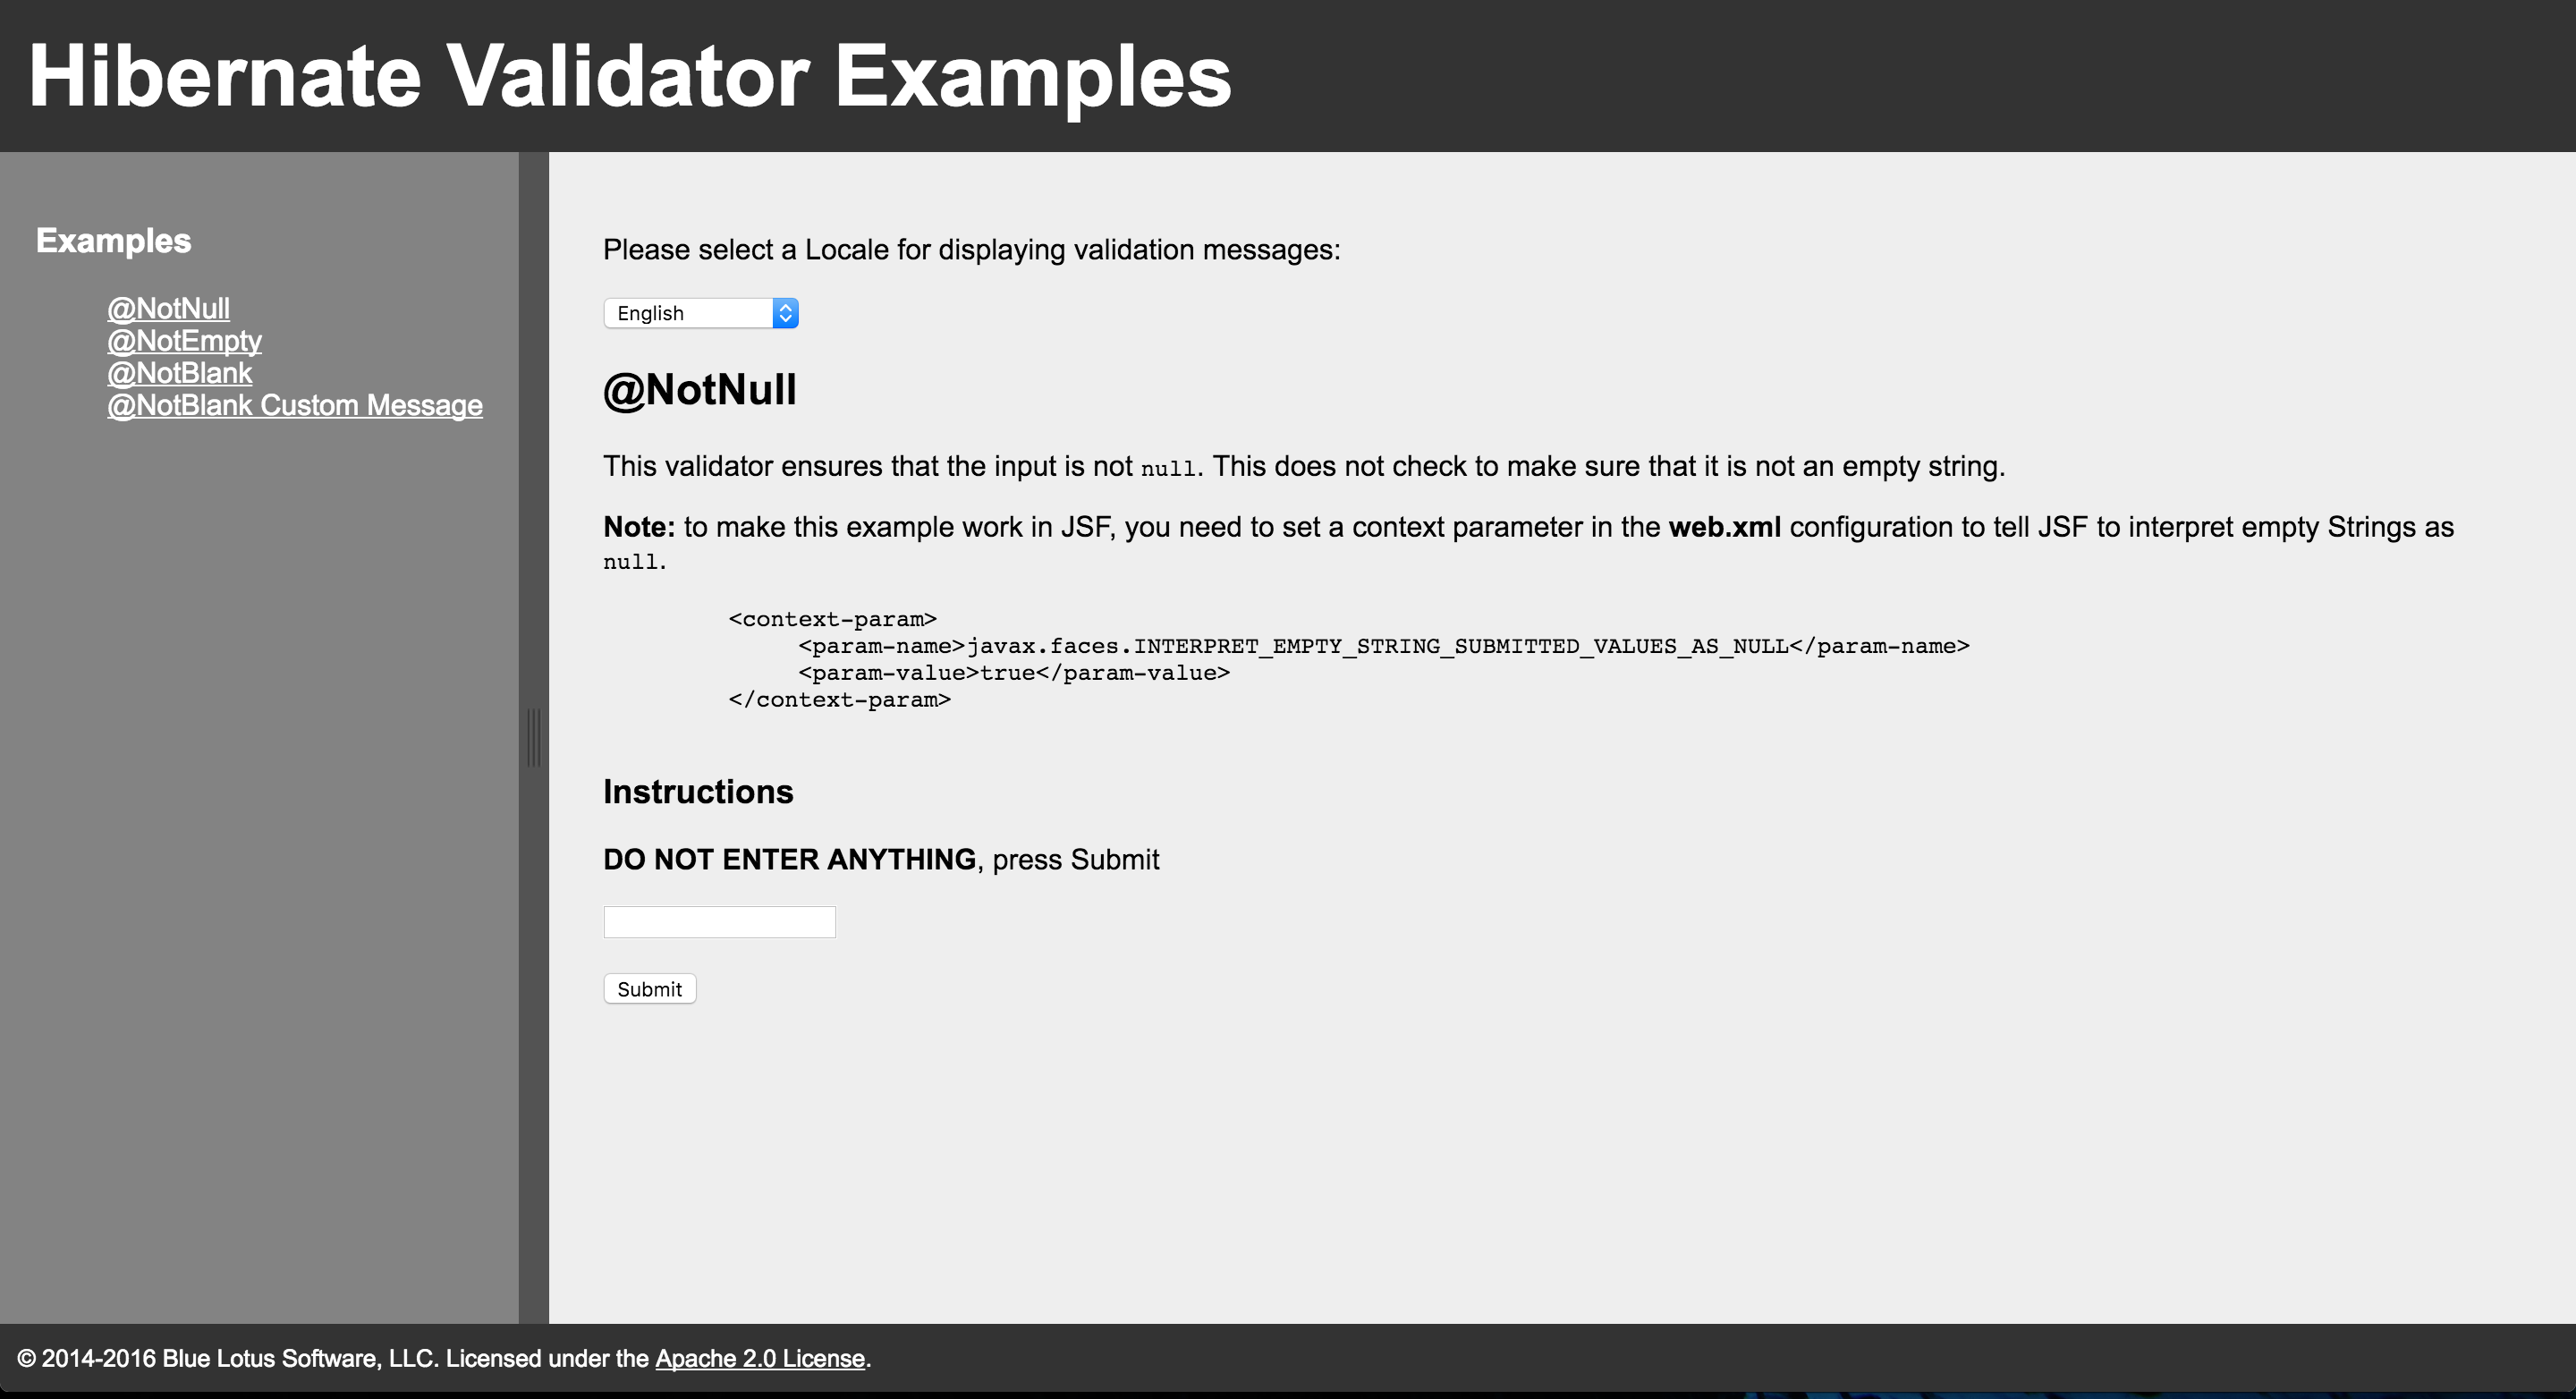 Hibernate Validator Examples
Examples
@NotNull
@NotEmpty
@NotBlank
@NotBlank Custom Message
Please select a Locale for displaying validation messages:
English
@NotNull
This validator ensures that the input is not null. This does not check to make sure that it is not an empty string.
Note: to make this example work in JSF, you need to set a context parameter in the web.xml configuration to tell JSF to interpret empty Strings as
null.
<context-param>
<param-name>javax.faces.INTERPRET_EMPTY_STRING_SUBMITTED_VALUES_AS_NULL</param-name>
<param-value>true</param-value>
</context-param>
Instructions
DO NOT ENTER ANYTHING, press Submit
Submit
© 2014-2016 Blue Lotus Software, LLC. Licensed under the Apache 2.0 License.